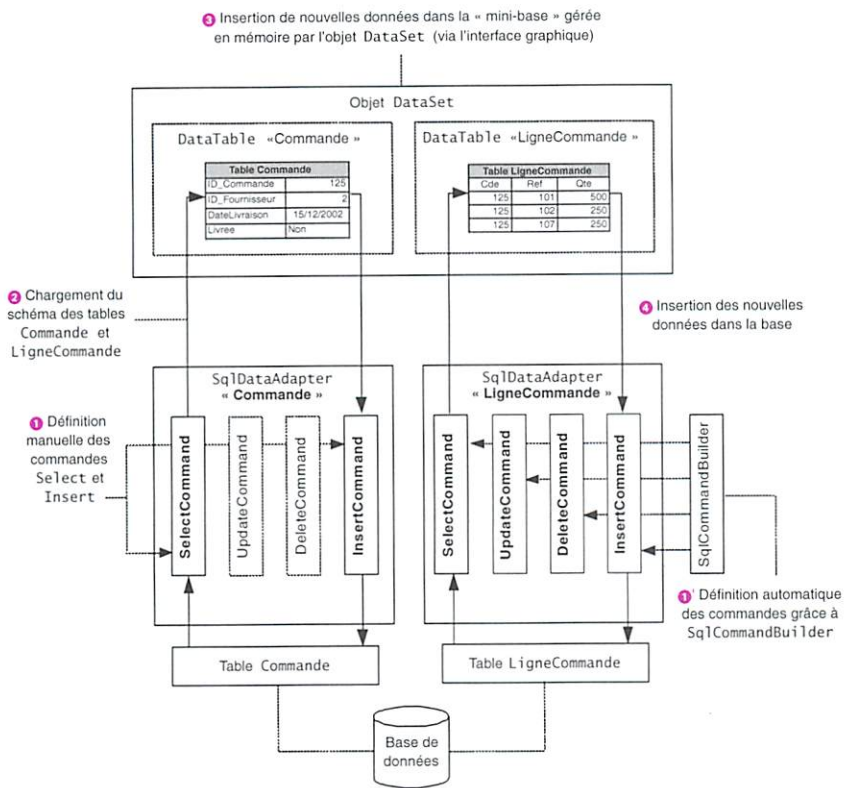 ❸ Insertion de nouvelles données dans la « mini-base » gérée
en mémoire par l'objet DataSet (via l'interface graphique)
Objet DataSet
DataTable «Commande »
Table Commande
ID_Commande 125
ID_Fournisseur 2
DateLivraison 15/12/2002
Livree Non
DataTable «LigneCommande »
Table LigneCommande
Cde Ref Qte
125 101 500
125 102 250
125 107 250
❷ Chargement du
schéma des tables
Commande et
LigneCommande
❹ Insertion des nouvelles
données dans la base
❶ Définition
manuelle des
commandes
Select et
Insert
SqlDataAdapter
« Commande »
SelectCommand
UpdateCommand
DeleteCommand
InsertCommand
SqlDataAdapter
« LigneCommande »
SelectCommand
UpdateCommand
DeleteCommand
InsertCommand
SqlCommandBuilder
❶' Définition automatique
des commandes grâce à
SqlCommandBuilder
Table Commande
Table LigneCommande
Base de
données